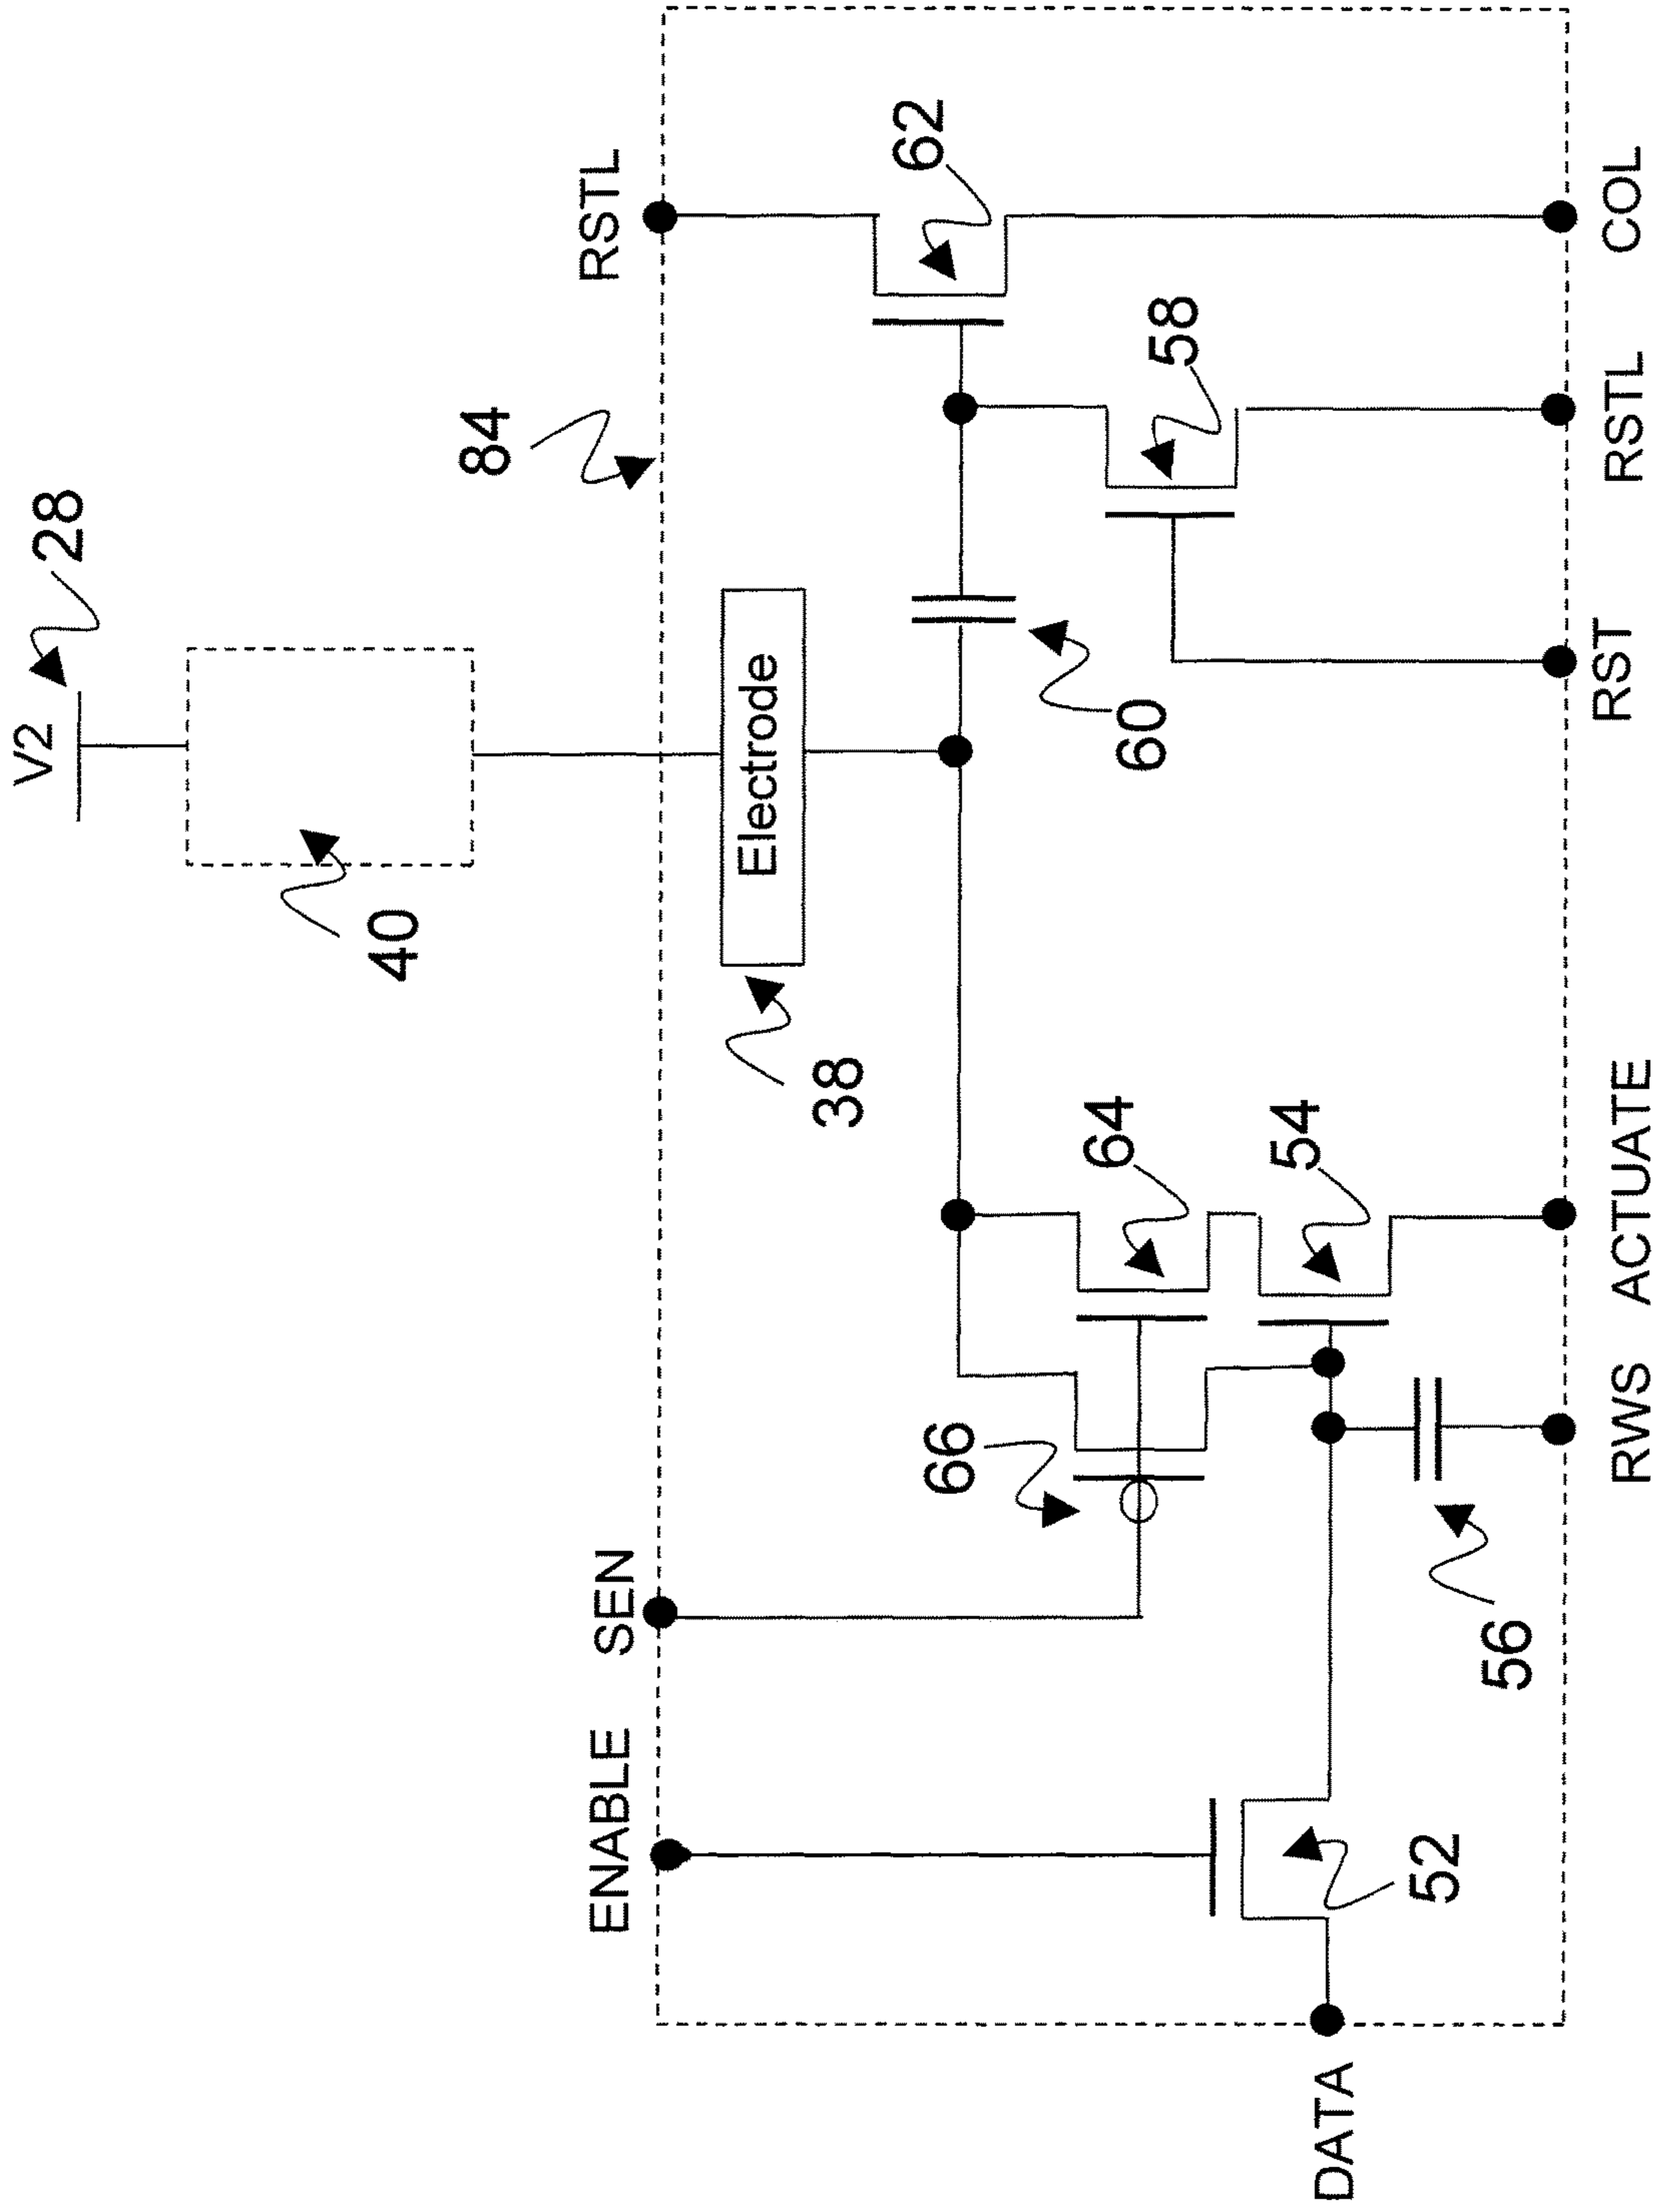 V2
28
40
84
RSTL
62
Electrode
38
ENABLE
SEN
66
64
54
60
58
56
52
DATA
RWS
ACTUATE
RST
RSTL
COL